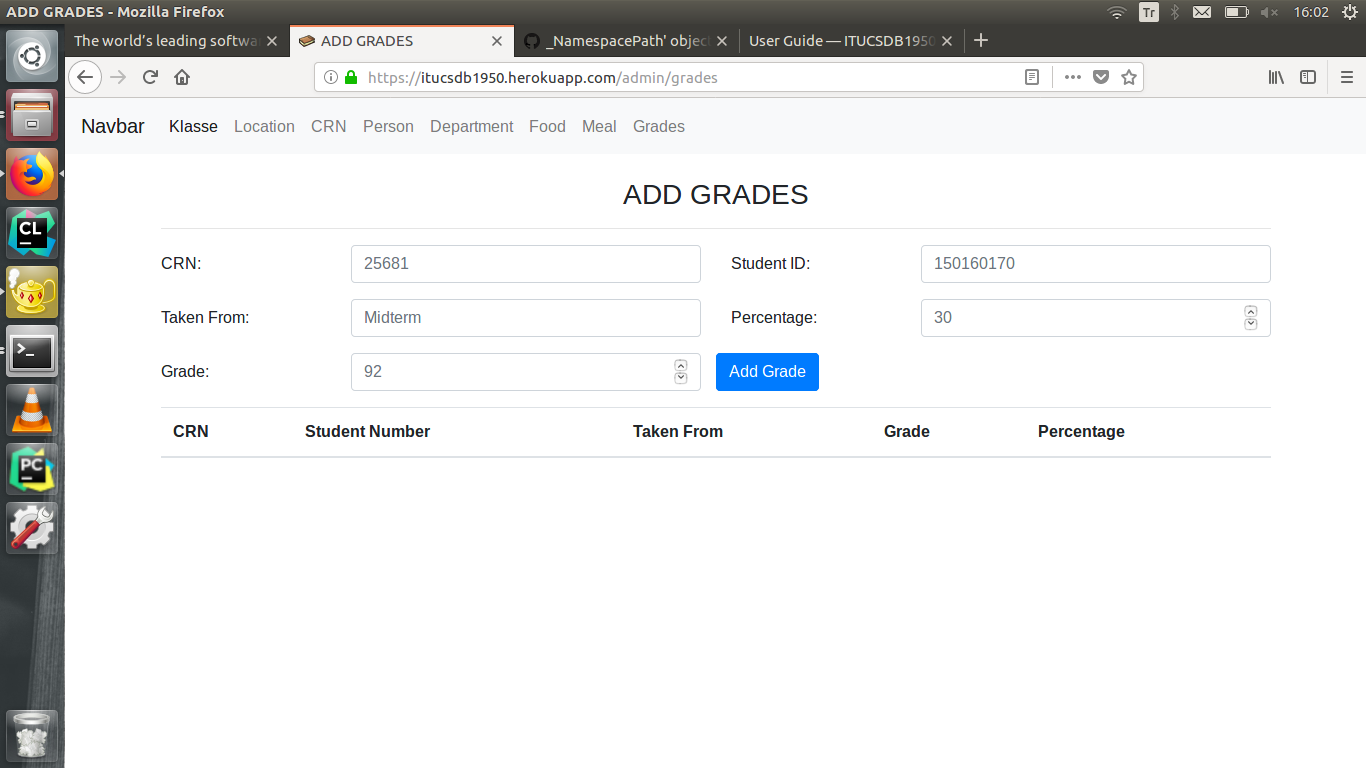 ADD GRADES - Mozilla Firefox
Tr
16:02
The world's leading softwa
ADD GRADES
_NamespacePath' objec
User Guide — ITUCSDB1950
https://itucsdb1950.herokuapp.com/admin/grades
Navbar Klasse Location CRN Person Department Food Meal Grades
ADD GRADES
CRN: 25681 Student ID: 150160170
Taken From: Midterm Percentage: 30
Grade: 92 Add Grade
CRN Student Number Taken From Grade Percentage
CL
>_
PC